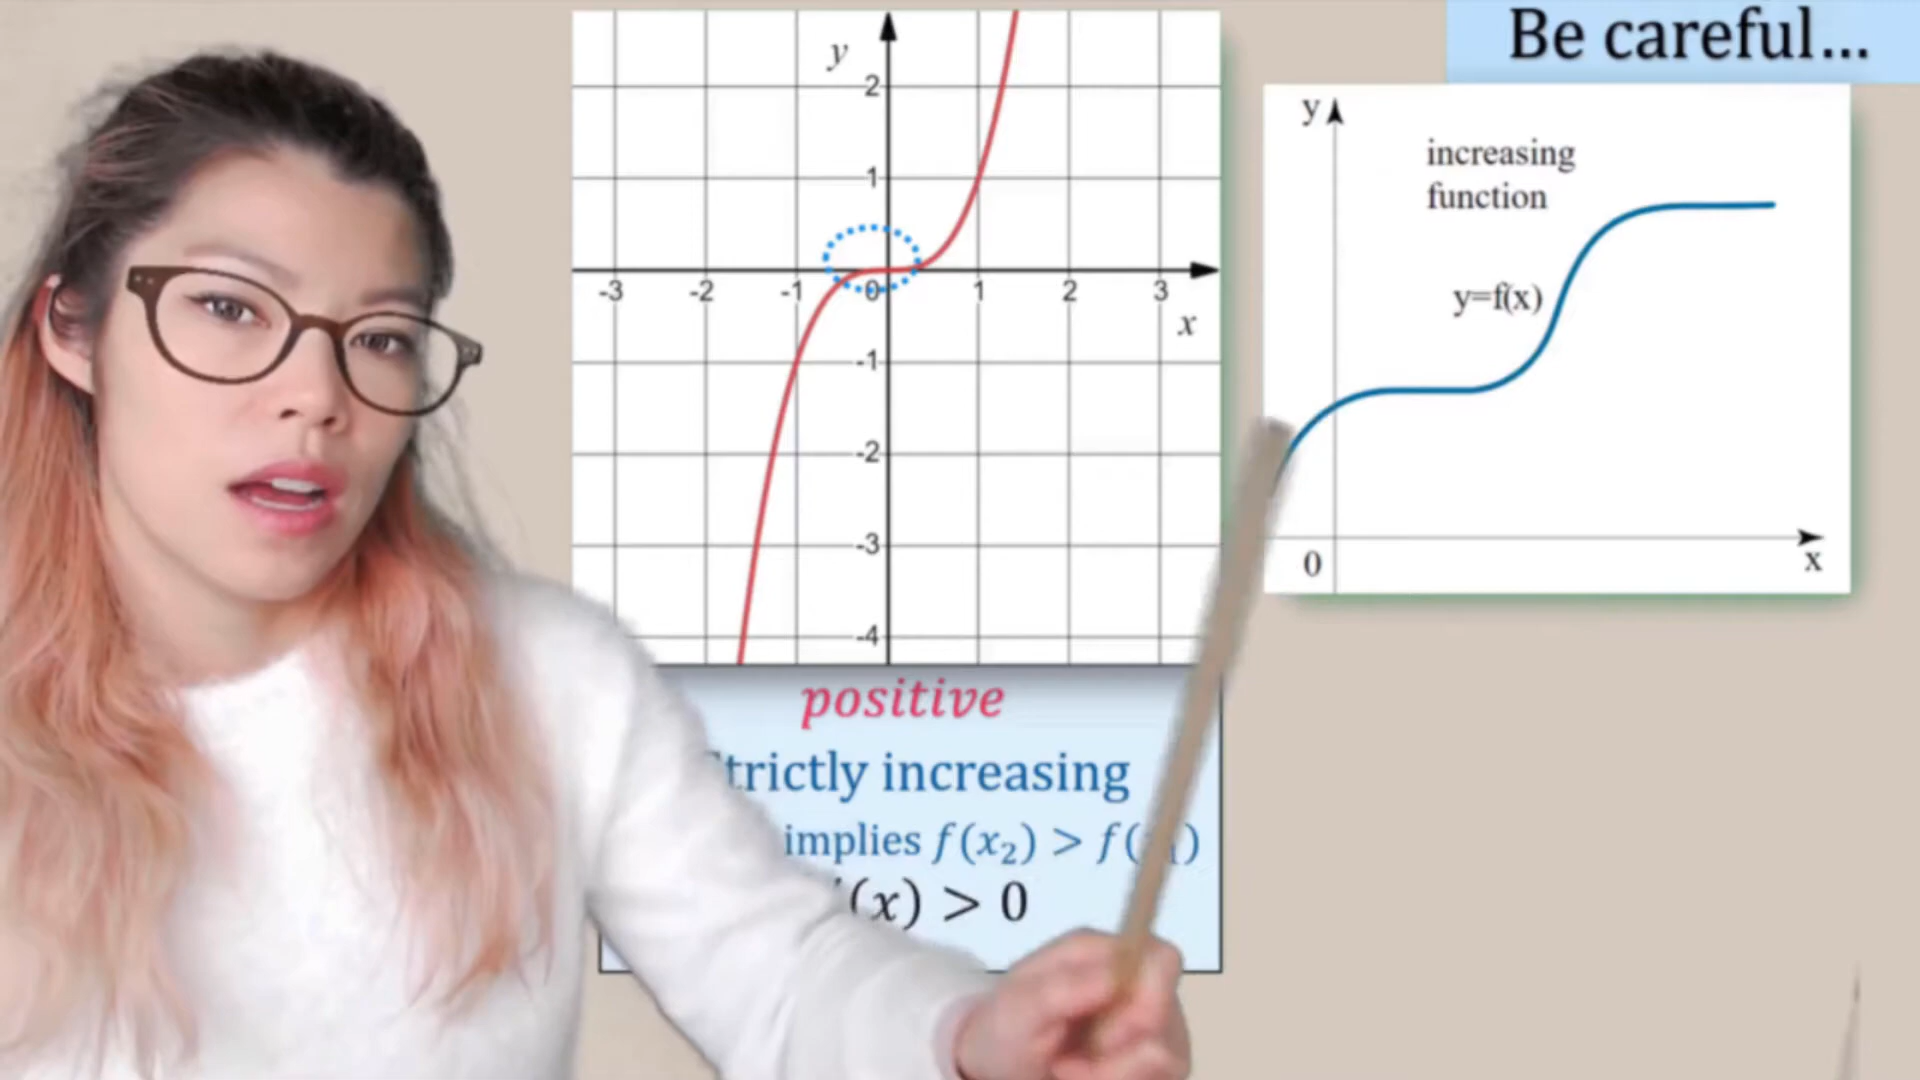 Be careful...
y
2
1
-3 -2 -1 0 1 2 3
x
-1
-2
-3
-4
y
increasing
function
y=f(x)
0
x
positive
trictly increasing
implies f(x₂) > f( )
(x) > 0